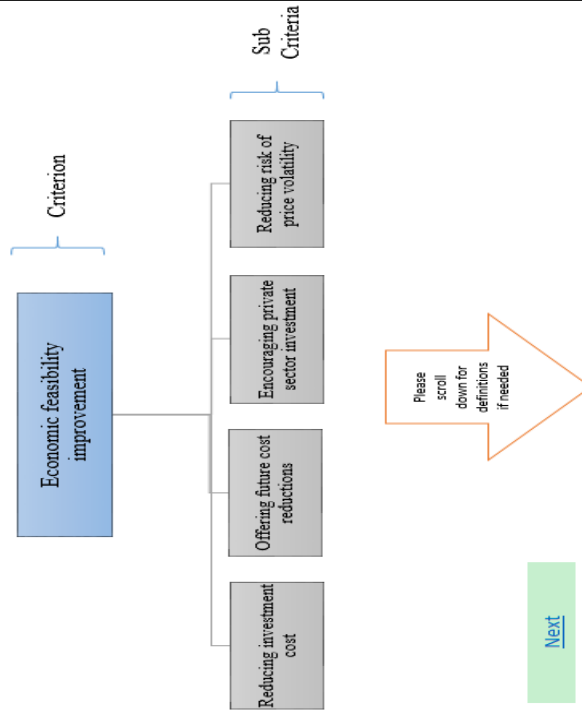 Criterion
Economic feasibility
improvement
Sub
Criteria
Reducing investment
cost
Offering future cost
reductions
Encouraging private
sector investment
Reducing risk of
price volatility
Please
scroll
down for
definitions
if needed
Next